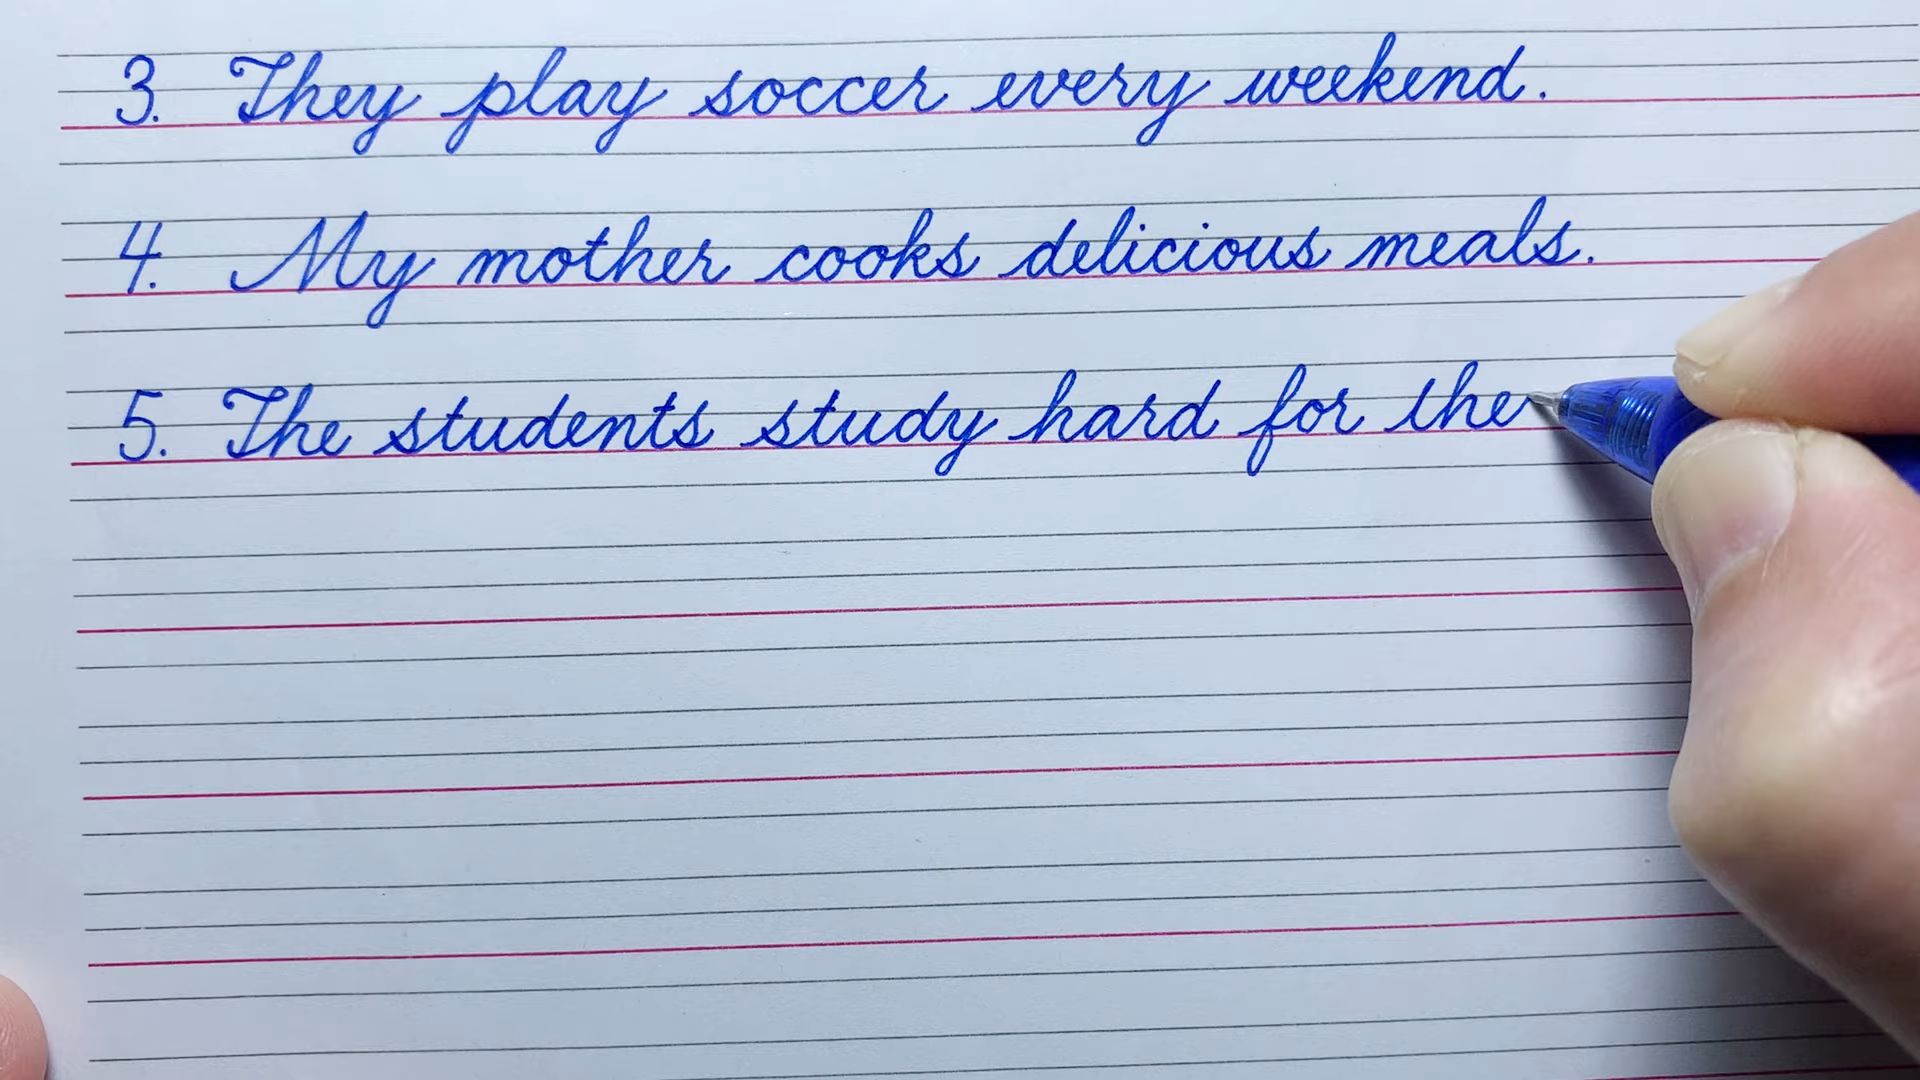 3. They play soccer every weekend.
4. My mother cooks delicious meals.
5. The students study hard for the